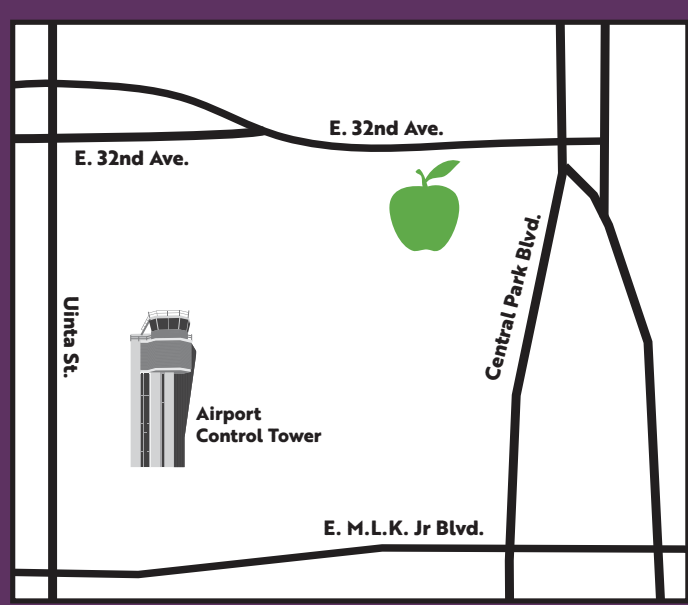 E. 32nd Ave.
E. 32nd Ave.
Central Park Blvd.
Uinta St.
Airport
Control Tower
E. M.L.K. Jr Blvd.